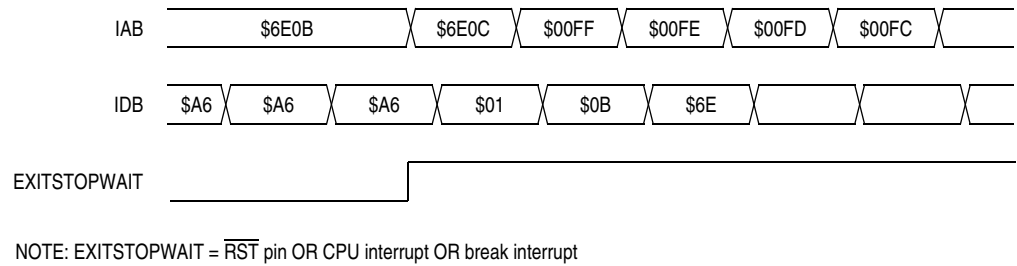 IAB $6E0B $6E0C $00FF $00FE $00FD $00FC
IDB $A6 $A6 $A6 $01 $0B $6E
EXITSTOPWAIT
NOTE: EXITSTOPWAIT = RST pin OR CPU interrupt OR break interrupt